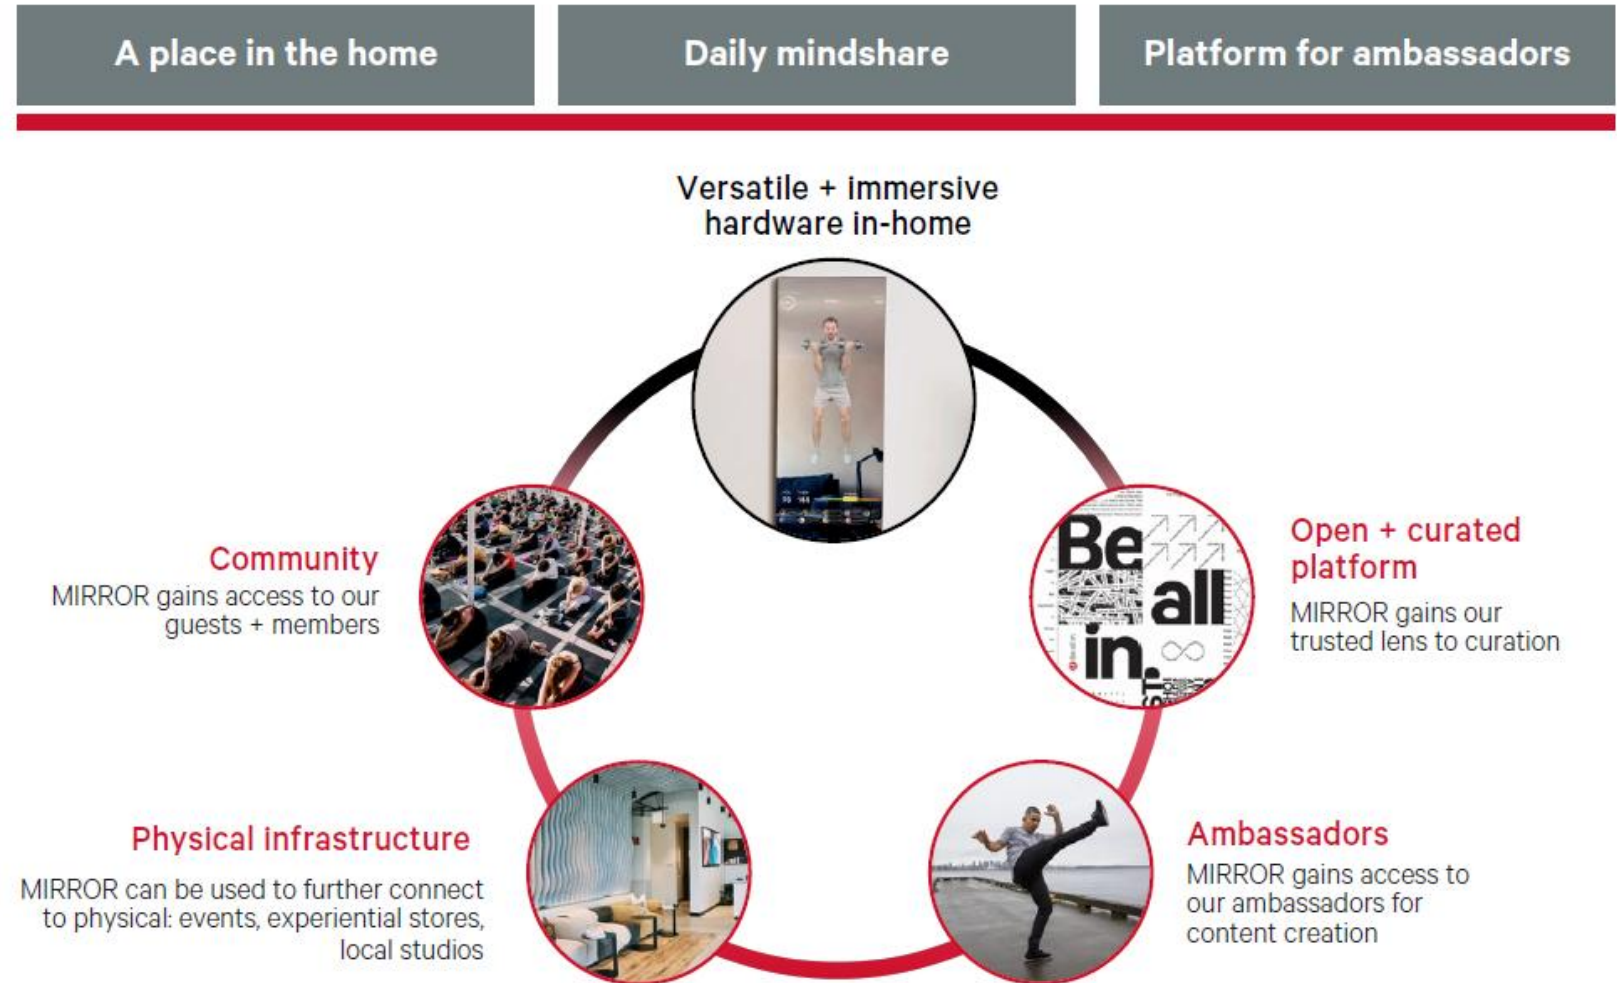 A place in the home
Daily mindshare
Platform for ambassadors
Versatile + immersive
hardware in-home
Community
MIRROR gains access to our
guests + members
Be
all
in.
Open + curated
platform
MIRROR gains our
trusted lens to curation
Physical infrastructure
MIRROR can be used to further connect
to physical: events, experiential stores,
local studios
Ambassadors
MIRROR gains access to
our ambassadors for
content creation